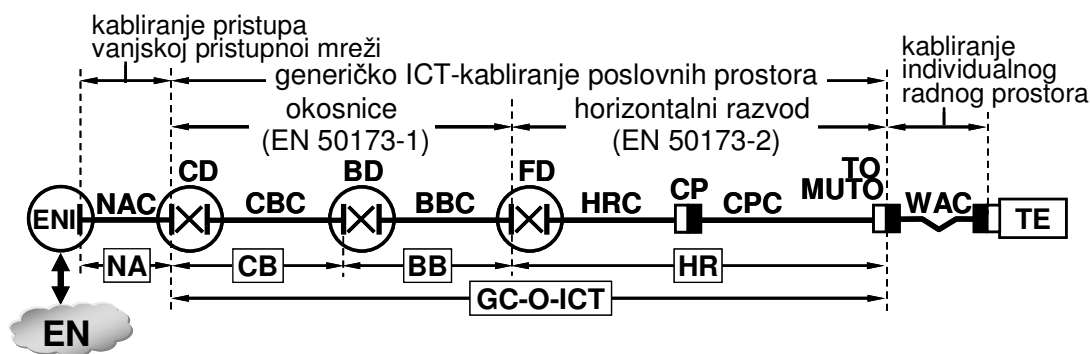 kabliranje pristupa
vanjskoj pristupnoi mreži
kabliranje
individualnog
radnog prostora
generičko ICT-kabliranje poslovnih prostora
okosnice
(EN 50173-1)
horizontalni razvod
(EN 50173-2)
CD
BD
FD
CP
TO
MUTO
ENI
NAC
CBC
BBC
HRC
CPC
WAC
TE
NA
CB
BB
HR
GC-O-ICT
EN